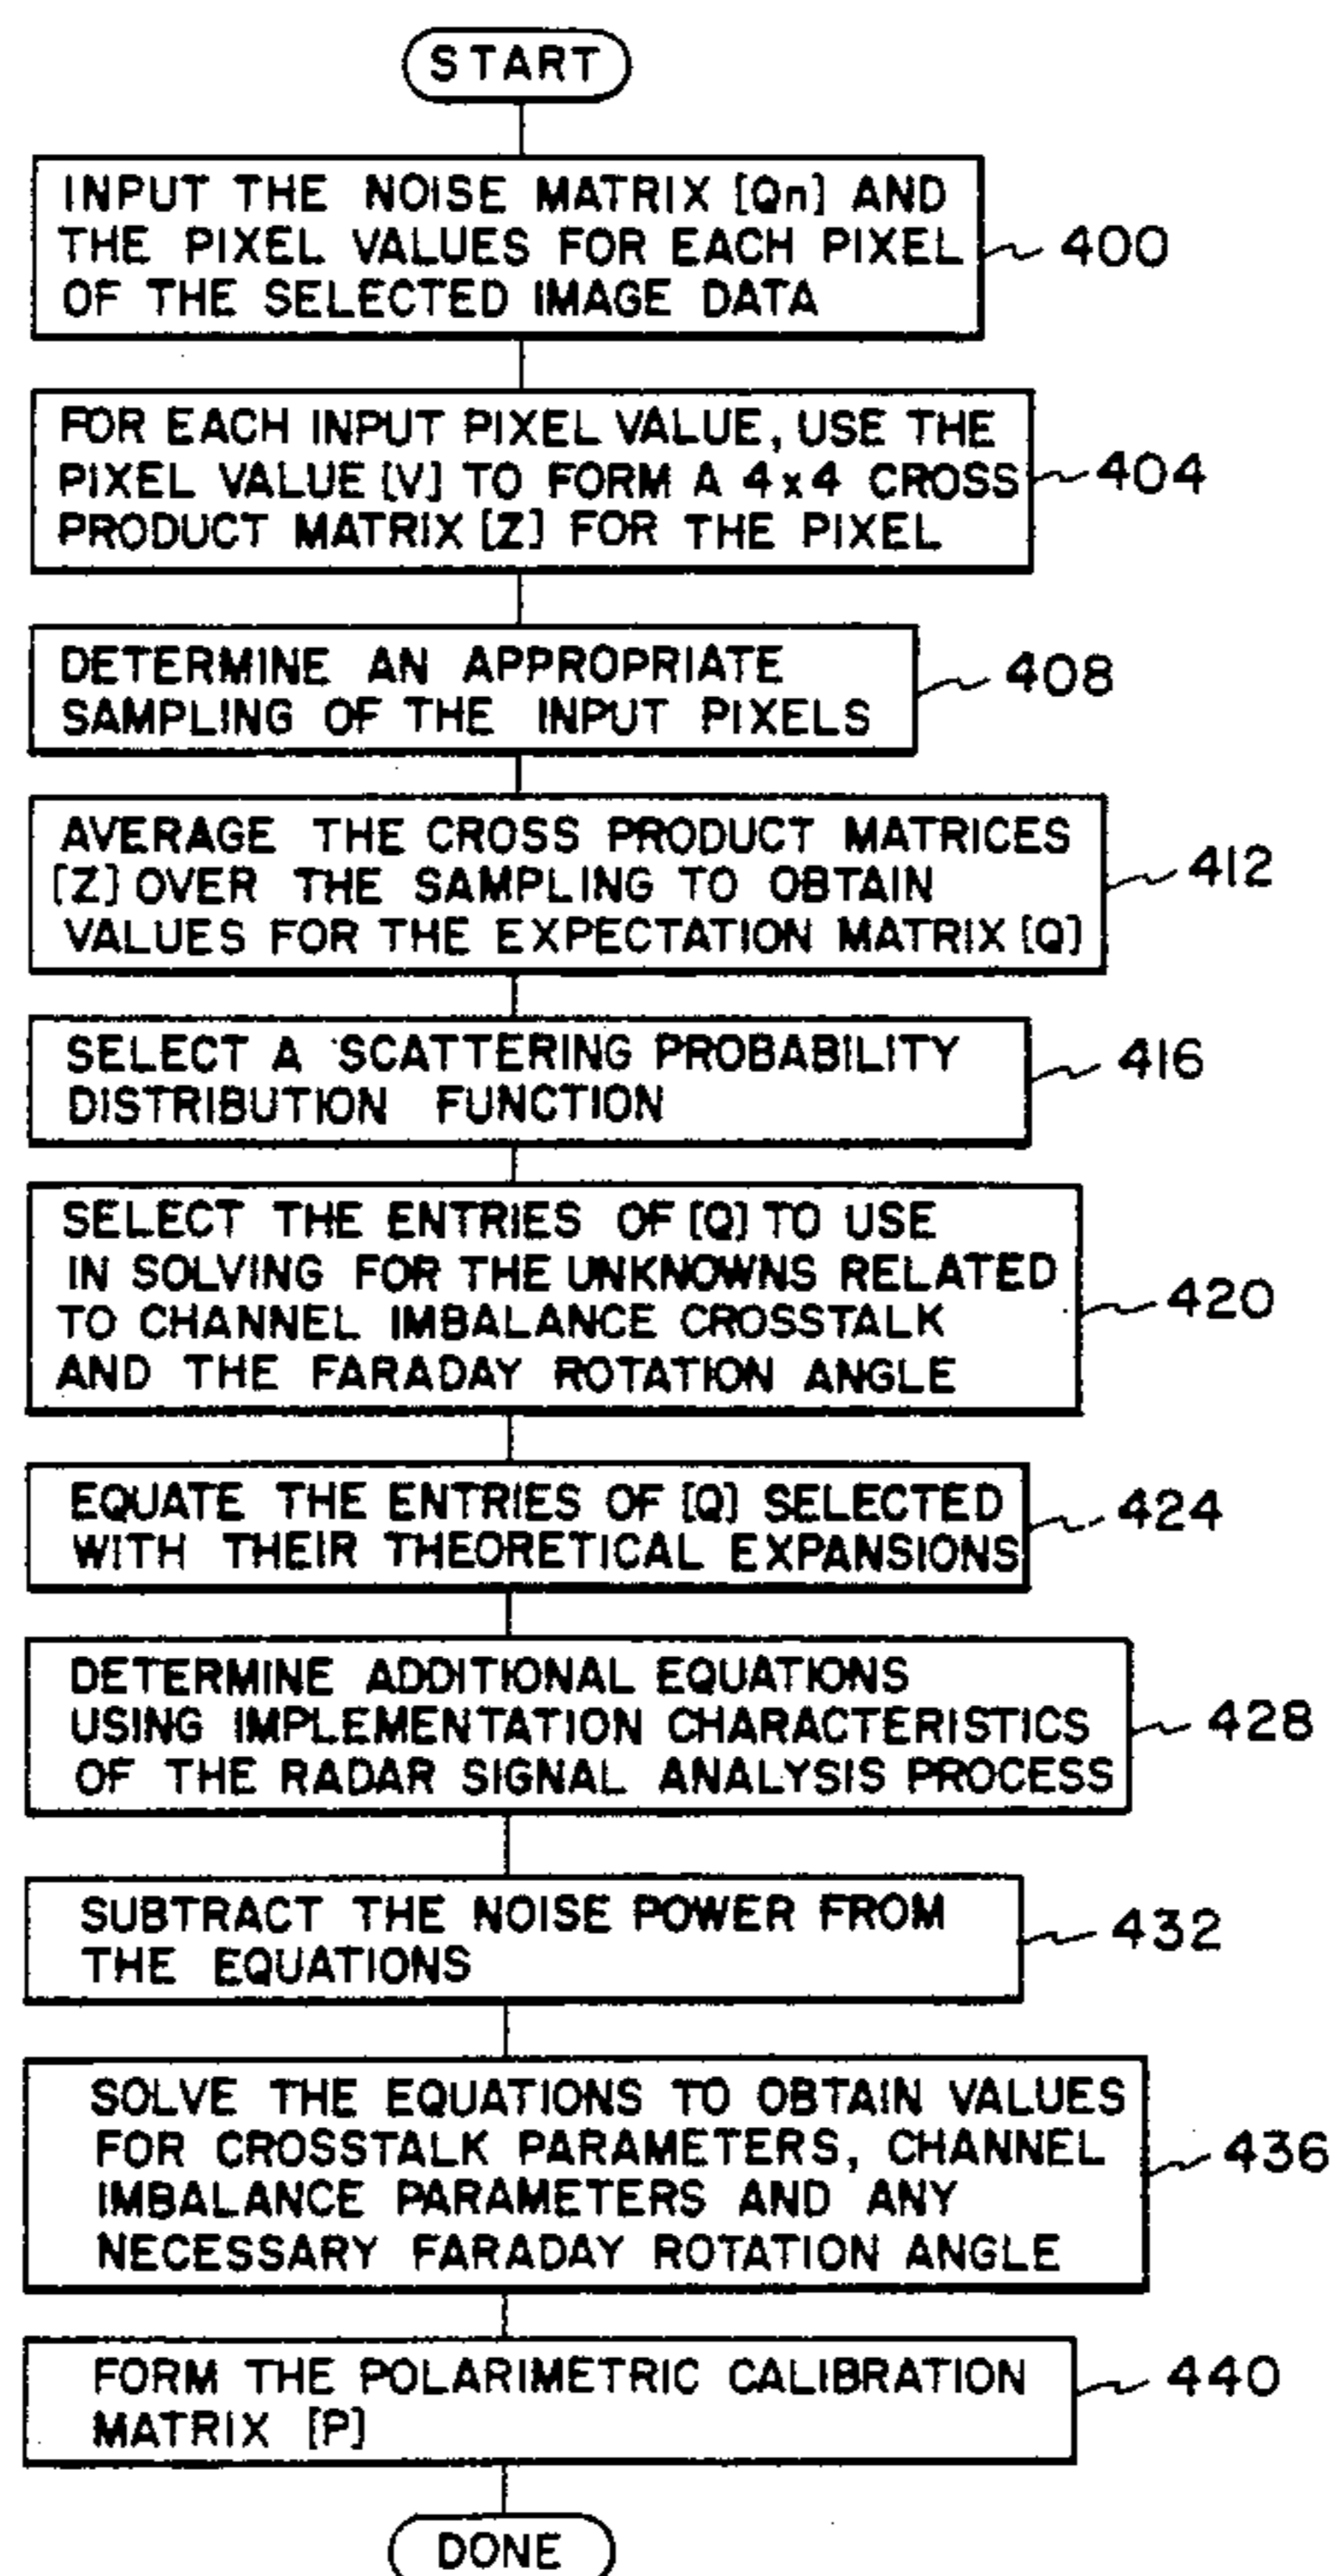 START
INPUT THE NOISE MATRIX [Qn] AND
THE PIXEL VALUES FOR EACH PIXEL
OF THE SELECTED IMAGE DATA
400
FOR EACH INPUT PIXEL VALUE, USE THE
PIXEL VALUE [V] TO FORM A 4x4 CROSS
PRODUCT MATRIX [Z] FOR THE PIXEL
404
DETERMINE AN APPROPRIATE
SAMPLING OF THE INPUT PIXELS
408
AVERAGE THE CROSS PRODUCT MATRICES
[Z] OVER THE SAMPLING TO OBTAIN
VALUES FOR THE EXPECTATION MATRIX [Q]
412
SELECT A SCATTERING PROBABILITY
DISTRIBUTION FUNCTION
416
SELECT THE ENTRIES OF [Q] TO USE
IN SOLVING FOR THE UNKNOWNS RELATED
TO CHANNEL IMBALANCE CROSSTALK
AND THE FARADAY ROTATION ANGLE
420
EQUATE THE ENTRIES OF [Q] SELECTED
WITH THEIR THEORETICAL EXPANSIONS
424
DETERMINE ADDITIONAL EQUATIONS
USING IMPLEMENTATION CHARACTERISTICS
OF THE RADAR SIGNAL ANALYSIS PROCESS
428
SUBTRACT THE NOISE POWER FROM
THE EQUATIONS
432
SOLVE THE EQUATIONS TO OBTAIN VALUES
FOR CROSSTALK PARAMETERS, CHANNEL
IMBALANCE PARAMETERS AND ANY
NECESSARY FARADAY ROTATION ANGLE
436
FORM THE POLARIMETRIC CALIBRATION
MATRIX [P]
440
DONE